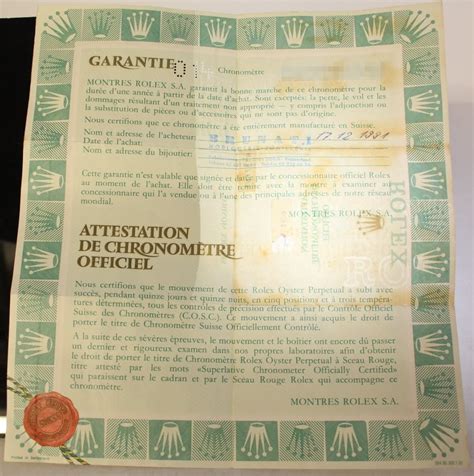 GARANTIE 014 Chronomètre
MONTRES ROLEX S.A. garantit la bonne marche de ce chronomètre pour la
durée d'une année à partir de la date d'achat. Sont exceptés: la perte, le vol et les
dommages résultant d'un traitement non approprié — y compris l'adjonction ou
la substitution de pièces ou d'accessoires qui ne sont pas d'origine.
Nous certifions que ce chronomètre a été entièrement manufacturé en Suisse.
Nom et adresse de l'acheteur:
Date de l'achat: 17.12.1991
Nom et adresse du bijoutier:
Cette garantie n'est valable que signée et datée par le concessionnaire officiel Rolex
au moment de l'achat. Elle doit être remise avec la montre à examiner au
concessionnaire qui l'a vendue ou à l'une des principales adresses de notre réseau
mondial.
MONTRES ROLEX S.A.
ROLEX
ATTESTATION
DE CHRONOMÈTRE
OFFICIEL
Nous certifions que le mouvement de cette Rolex Oyster Perpetual a subi avec
succès, pendant quinze jours et quinze nuits, en cinq positions et à trois tempéra-
tures déterminées, tous les contrôles de précision effectués par le Contrôle Officiel
Suisse des Chronomètres (C.O.S.C.). Ce mouvement a ainsi acquis le droit de
porter le titre de Chronomètre Suisse Officiellement Contrôlé.
A la suite de ces sévères épreuves, le mouvement et le boîtier ont encore dû passer
un dernier et rigoureux examen dans nos propres laboratoires afin d'obtenir
le droit de porter le titre de Chronomètre Rolex Oyster Perpetual à Sceau Rouge,
titre attesté par les mots «Superlative Chronometer Officially Certified»
qui paraissent sur le cadran et par le Sceau Rouge Rolex qui accompagne ce
chronomètre.
MONTRES ROLEX S.A.
Printed in Switzerland